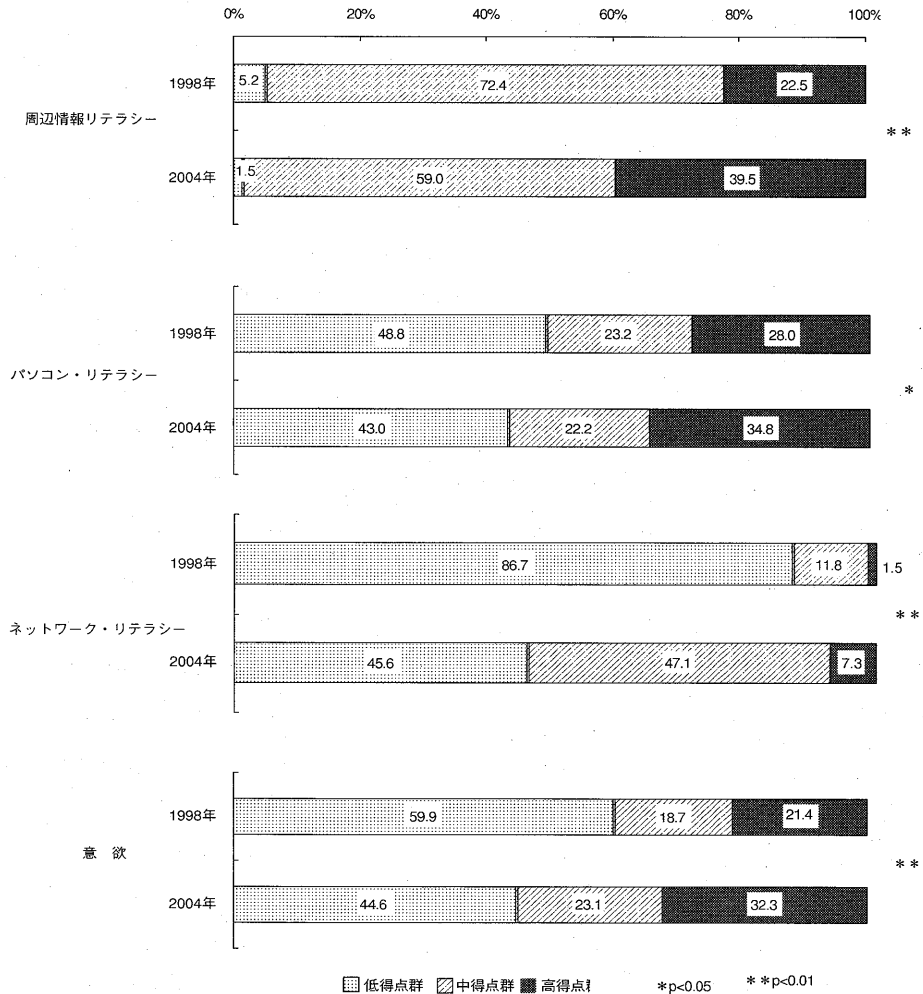 0% 20% 40% 60% 80% 100%
1998年 5.2 72.4 22.5
周辺情報リテラシー **
2004年 1.5 59.0 39.5
1998年 48.8 23.2 28.0
パソコン・リテラシー *
2004年 43.0 22.2 34.8
1998年 86.7 11.8 1.5
ネットワーク・リテラシー **
2004年 45.6 47.1 7.3
1998年 59.9 18.7 21.4
意 欲 **
2004年 44.6 23.1 32.3
低得点群 中得点群 高得点 *p<0.05 **p<0.01